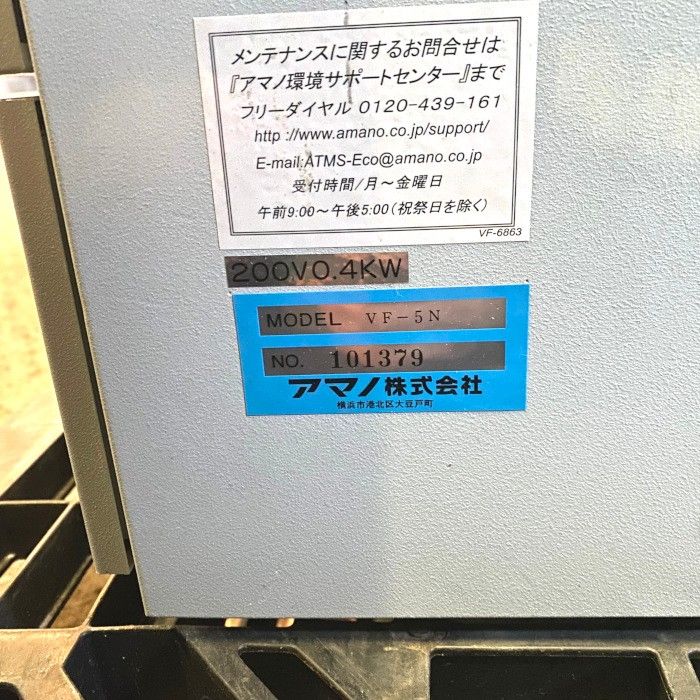 メンテナンスに関するお問合せは
『アマノ環境サポートセンター』まで
フリーダイヤル 0120-439-161
http://www.amano.co.jp/support/
E-mail:ATMS-Eco@amano.co.jp
受付時間/月～金曜日
午前9:00～午後5:00(祝祭日を除く)
VF-6863
200V0.4KW
MODEL VF-5N
NO. 101379
アマノ株式会社
横浜市港北区大豆戸町